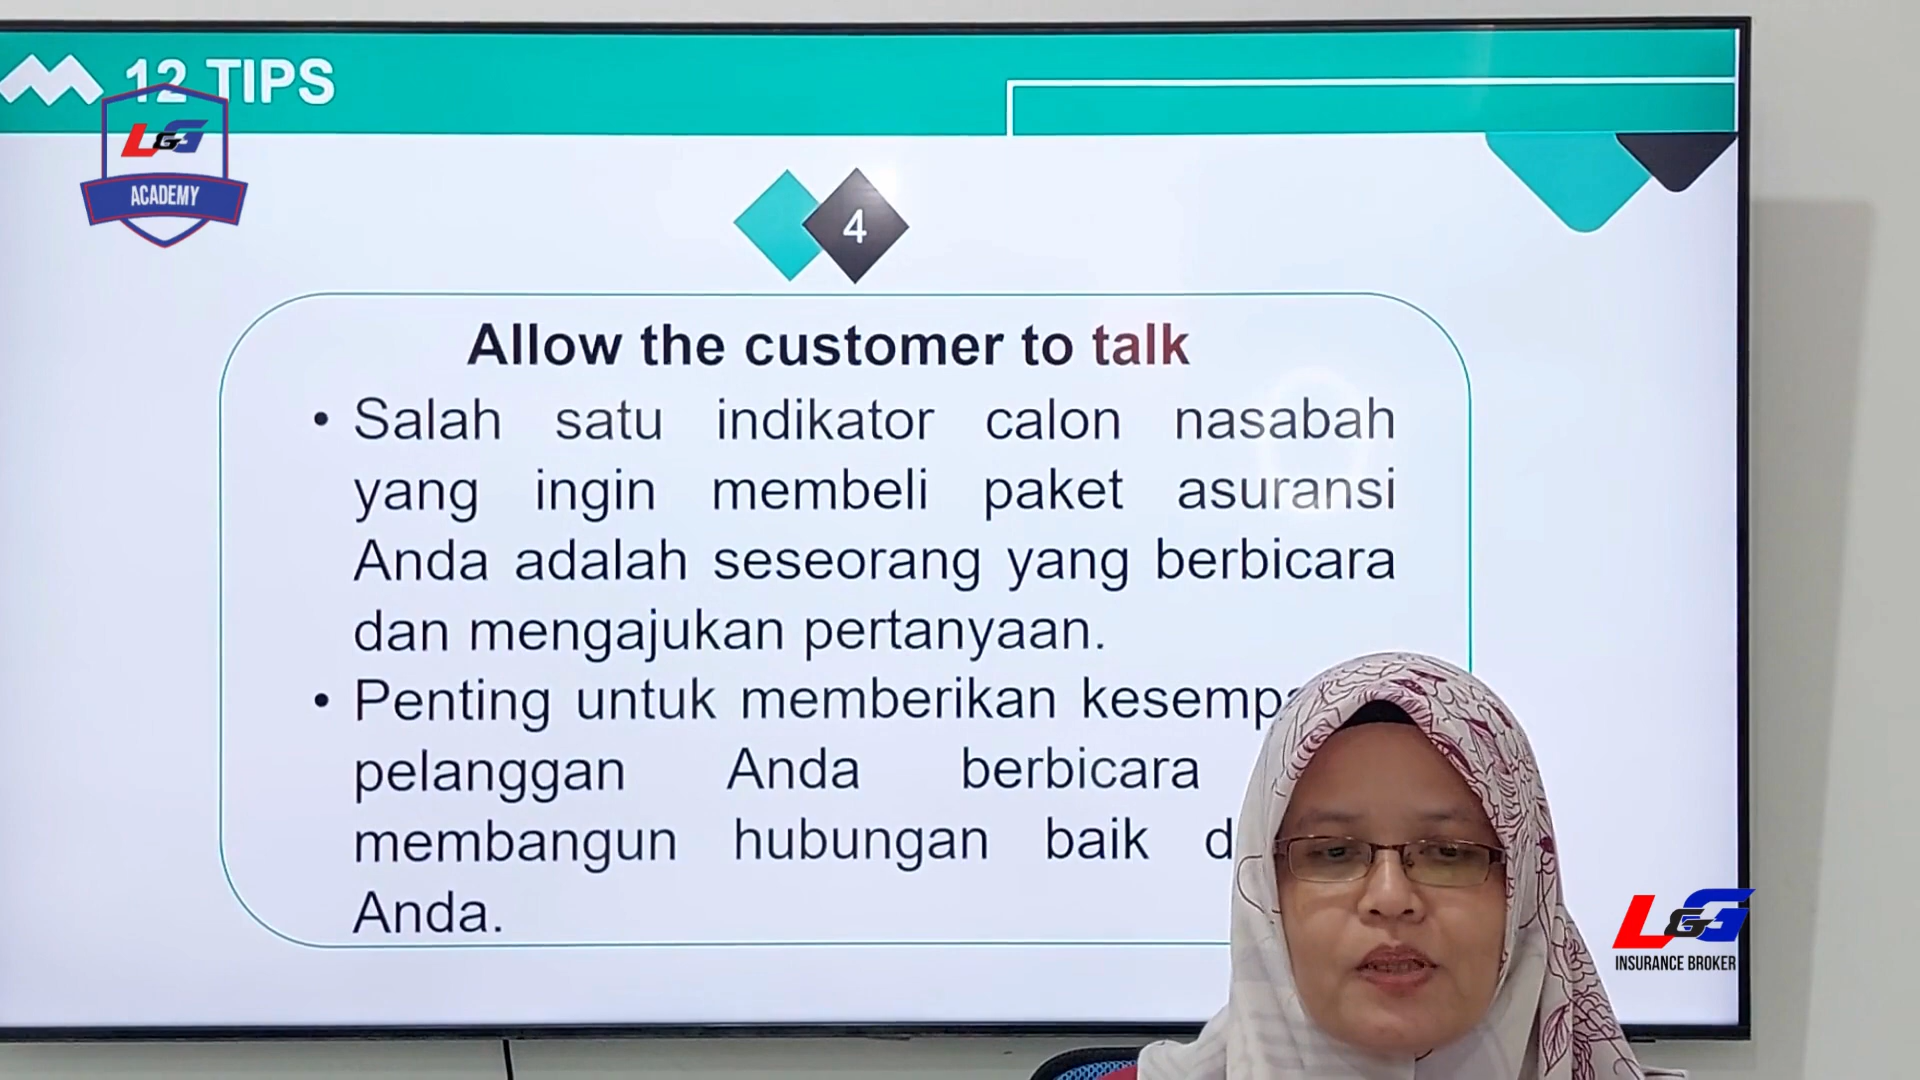 12 TIPS
L&G
ACADEMY
4
Allow the customer to talk
• Salah satu indikator calon nasabah
yang ingin membeli paket asuransi
Anda adalah seseorang yang berbicara
dan mengajukan pertanyaan.
• Penting untuk memberikan
pelanggan Anda berbicara
membangun hubungan baik
Anda.
L&G
INSURANCE BROKER